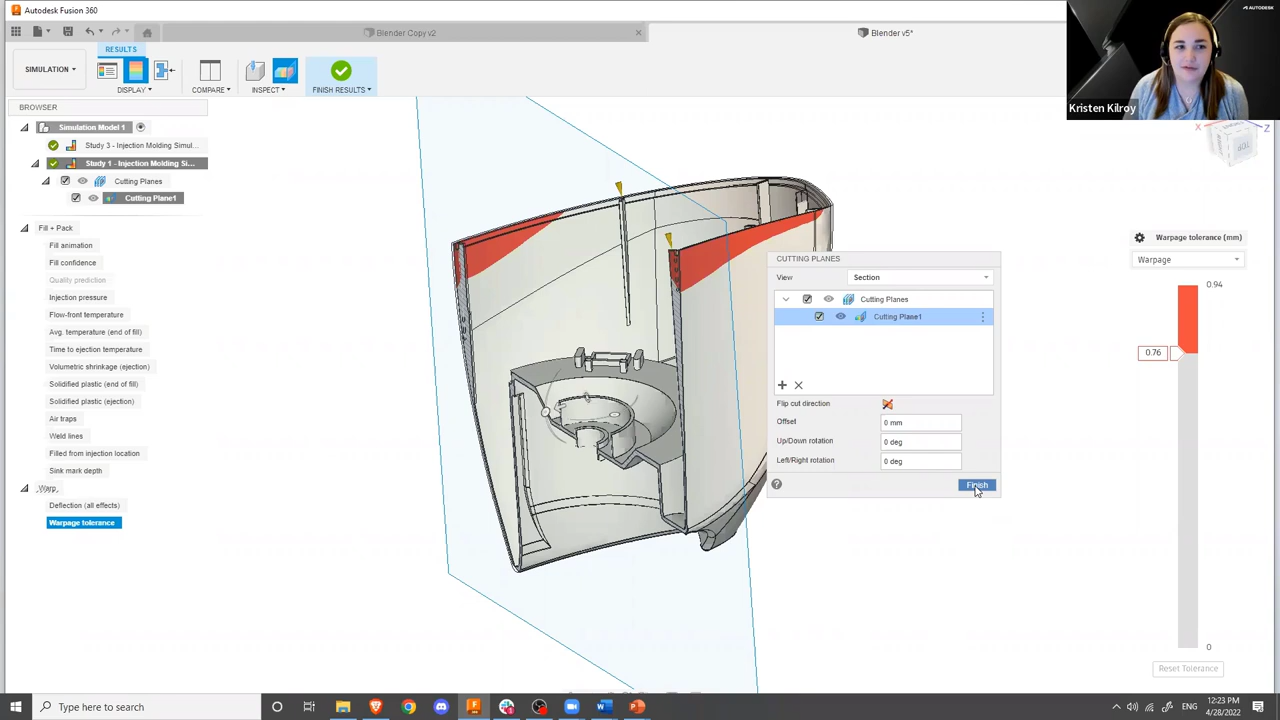 Autodesk Fusion 360
AUTODESK
Blender Copy v2
Blender v5*
Kristen Kilroy
RESULTS
SIMULATION
DISPLAY
COMPARE
INSPECT
FINISH RESULTS
BROWSER
Simulation Model 1
Study 3 - Injection Molding Simul...
Study 1 - Injection Molding Si...
Cutting Planes
Cutting Plane1
Fill + Pack
Fill animation
Fill confidence
Quality prediction
Injection pressure
Flow-front temperature
Avg. temperature (end of fill)
Time to ejection temperature
Volumetric shrinkage (ejection)
Solidified plastic (end of fill)
Solidified plastic (ejection)
Air traps
Weld lines
Filled from injection location
Sink mark depth
Warp
Deflection (all effects)
Warpage tolerance
X
Z
TOP
CUTTING PLANES
View
Section
Cutting Planes
Cutting Plane1
Flip cut direction
Offset
0 mm
Up/Down rotation
0 deg
Left/Right rotation
0 deg
Finish
Warpage tolerance (mm)
Warpage
0.94
0.76
0
Reset Tolerance
Type here to search
ENG
12:23 PM
4/28/2022